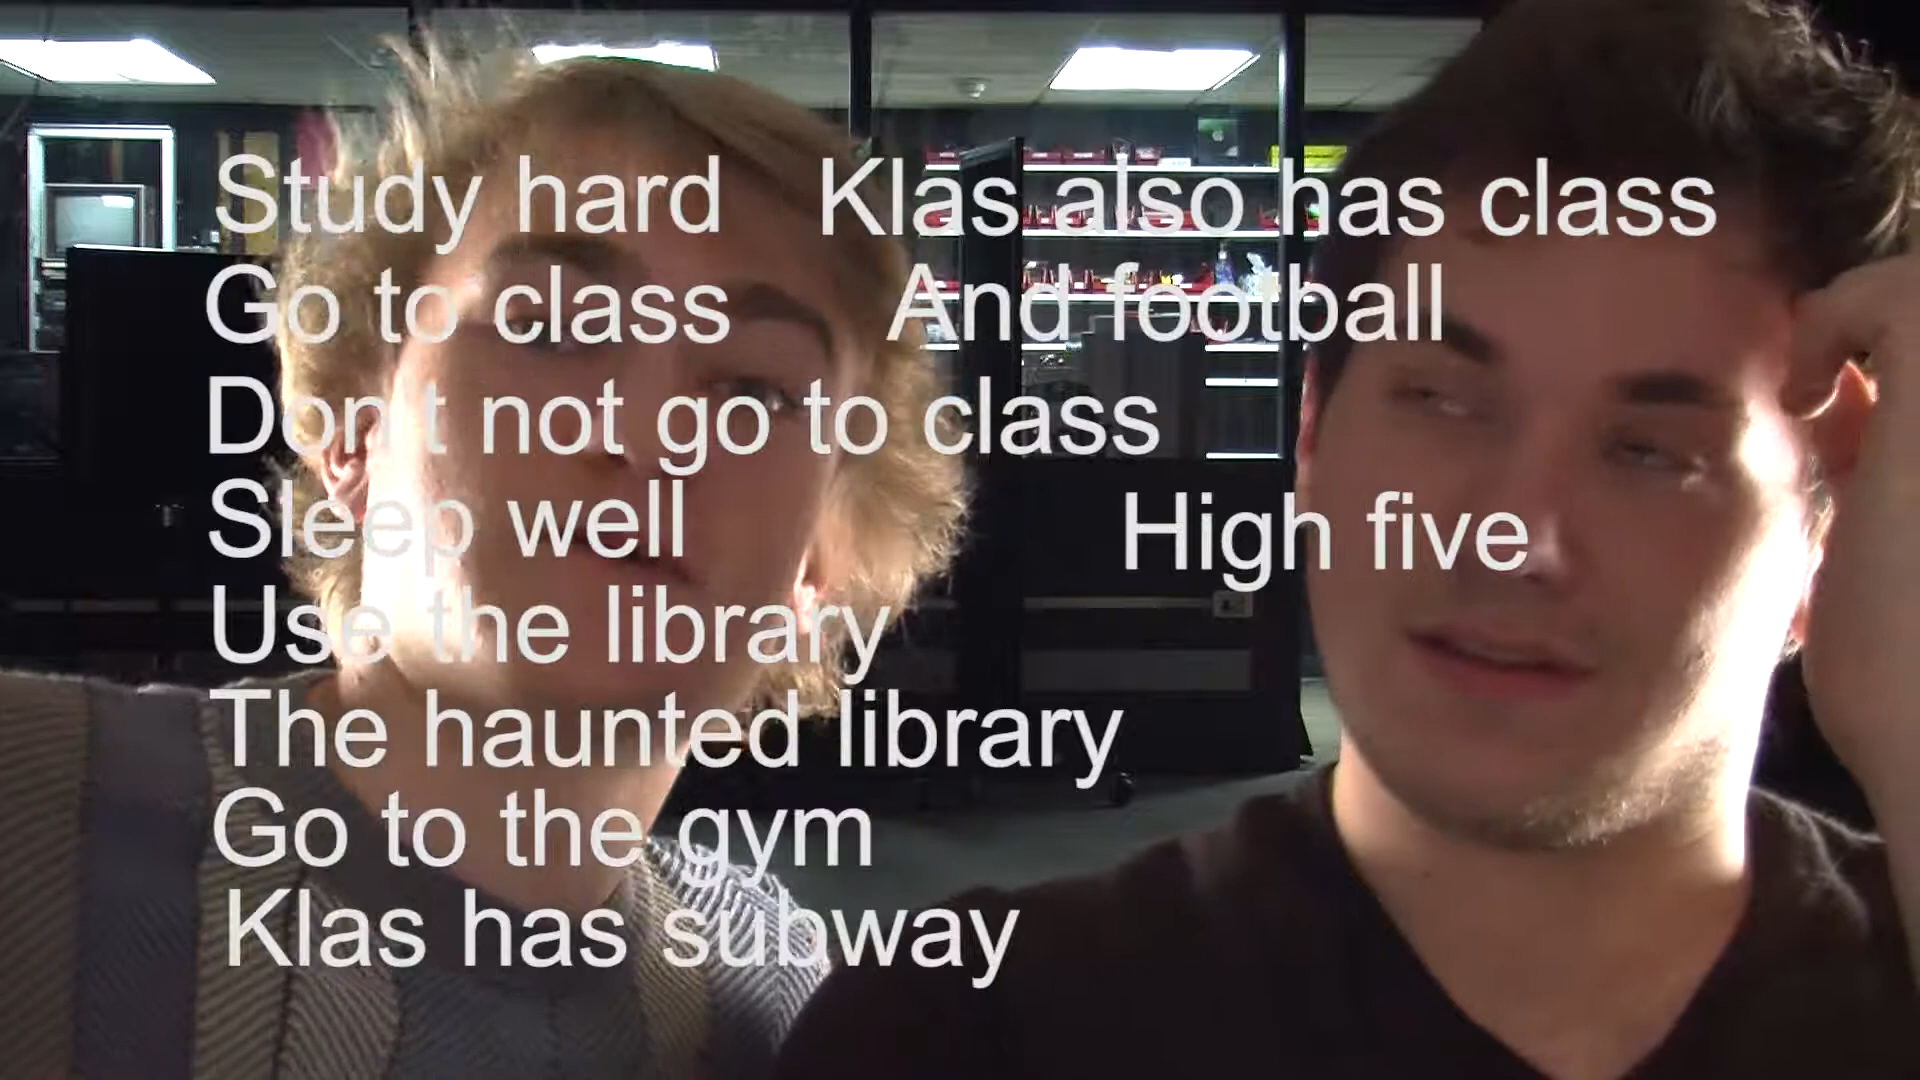 Study hard
Klas also has class
Go to class
And football
Don't not go to class
Sleep well
High five
Use the library
The haunted library
Go to the gym
Klas has subway